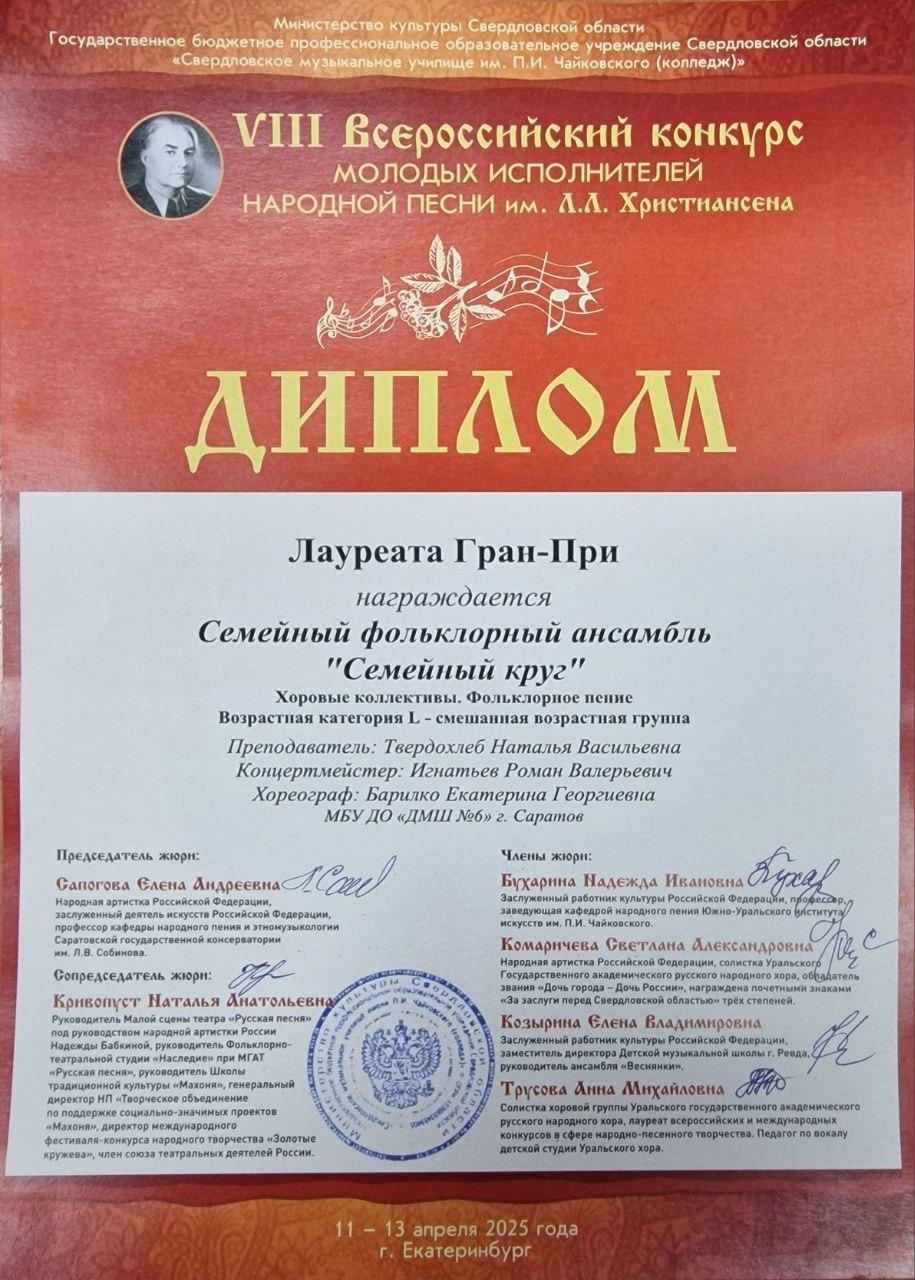 Министерство культуры Свердловской области
Государственное бюджетное профессиональное образовательное учреждение Свердловской области
«Свердловское музыкальное училище им. П.И. Чайковского (колледж)»
VIII Всероссийский конкурс
МОЛОДЫХ ИСПОЛНИТЕЛЕЙ
НАРОДНОЙ ПЕСНИ им. Л.Л. Христиансена
ДИПЛОМ
Лауреата Гран-При
награждается
Семейный фольклорный ансамбль
"Семейный круг"
Хоровые коллективы. Фольклорное пение
Возрастная категория L - смешанная возрастная группа
Преподаватель: Твердохлеб Наталья Васильевна
Концертмейстер: Игнатьев Роман Валерьевич
Хореограф: Барилко Екатерина Георгиевна
МБУ ДО «ДМШ №6» г. Саратов
Председатель жюри:
Сапогова Елена Андреевна
Народная артистка Российской Федерации,
заслуженный деятель искусств Российской Федерации,
профессор кафедры народного пения и этномузыкологии
Саратовской государственной консерватории
им. Л.В. Собинова.
Сопредседатель жюри:
Кривопуст Наталья Анатольевна
Руководитель Малой сцены театра «Русская песня»
под руководством народной артистки России
Надежды Бабкиной, руководитель Фольклорно-
театральной студии «Наследие» при МГАТ
«Русская песня», руководитель Школы
традиционной культуры «Махоня», генеральный
директор НП «Творческое объединение
по поддержке социально-значимых проектов
«Махоня», директор международного
фестиваля-конкурса народного творчества «Золотые
кружева», член союза театральных деятелей России.
Члены жюри:
Бухарина Надежда Ивановна
Заслуженный работник культуры Российской Федерации, профессор,
заведующая кафедрой народного пения Южно-Уральского института
искусств им. П.И. Чайковского.
Комаричева Светлана Александровна
Народная артистка Российской Федерации, солистка Уральского
Государственного академического русского народного хора, обладатель
звания «Дочь города – Дочь России», награждена почетными знаками
«За заслуги перед Свердловской областью» трёх степеней.
Козырина Елена Владимировна
Заслуженный работник культуры Российской Федерации,
заместитель директора Детской музыкальной школы г. Ревда,
руководитель ансамбля «Веснянки».
Трусова Анна Михайловна
Солистка хоровой группы Уральского государственного академического
русского народного хора, лауреат всероссийских и международных
конкурсов в сфере народно-песенного творчества. Педагог по вокалу
детской студии Уральского хора.
Министерство культуры Свердловской области
11 – 13 апреля 2025 года
г. Екатеринбург